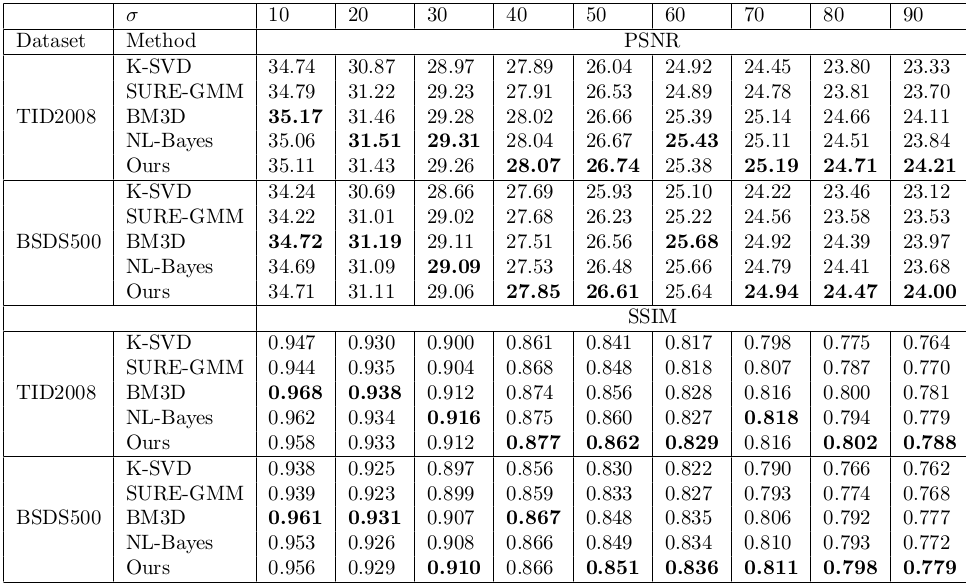 σ 10 20 30 40 50 60 70 80 90
Dataset Method PSNR
K-SVD 34.74 30.87 28.97 27.89 26.04 24.92 24.45 23.80 23.33
SURE-GMM 34.79 31.22 29.23 27.91 26.53 24.89 24.78 23.81 23.70
TID2008 BM3D 35.17 31.46 29.28 28.02 26.66 25.39 25.14 24.66 24.11
NL-Bayes 35.06 31.51 29.31 28.04 26.67 25.43 25.11 24.51 23.84
Ours 35.11 31.43 29.26 28.07 26.74 25.38 25.19 24.71 24.21
K-SVD 34.24 30.69 28.66 27.69 25.93 25.10 24.22 23.46 23.12
SURE-GMM 34.22 31.01 29.02 27.68 26.23 25.22 24.56 23.58 23.53
BSDS500 BM3D 34.72 31.19 29.11 27.51 26.56 25.68 24.92 24.39 23.97
NL-Bayes 34.69 31.09 29.09 27.53 26.48 25.66 24.79 24.41 23.68
Ours 34.71 31.11 29.06 27.85 26.61 25.64 24.94 24.47 24.00
SSIM
K-SVD 0.947 0.930 0.900 0.861 0.841 0.817 0.798 0.775 0.764
SURE-GMM 0.944 0.935 0.904 0.868 0.848 0.818 0.807 0.787 0.770
TID2008 BM3D 0.968 0.938 0.912 0.874 0.856 0.828 0.816 0.800 0.781
NL-Bayes 0.962 0.934 0.916 0.875 0.860 0.827 0.818 0.794 0.779
Ours 0.958 0.933 0.912 0.877 0.862 0.829 0.816 0.802 0.788
K-SVD 0.938 0.925 0.897 0.856 0.830 0.822 0.790 0.766 0.762
SURE-GMM 0.939 0.923 0.899 0.859 0.833 0.827 0.793 0.774 0.768
BSDS500 BM3D 0.961 0.931 0.907 0.867 0.848 0.835 0.806 0.792 0.777
NL-Bayes 0.953 0.926 0.908 0.866 0.849 0.834 0.810 0.793 0.772
Ours 0.956 0.929 0.910 0.866 0.851 0.836 0.811 0.798 0.779